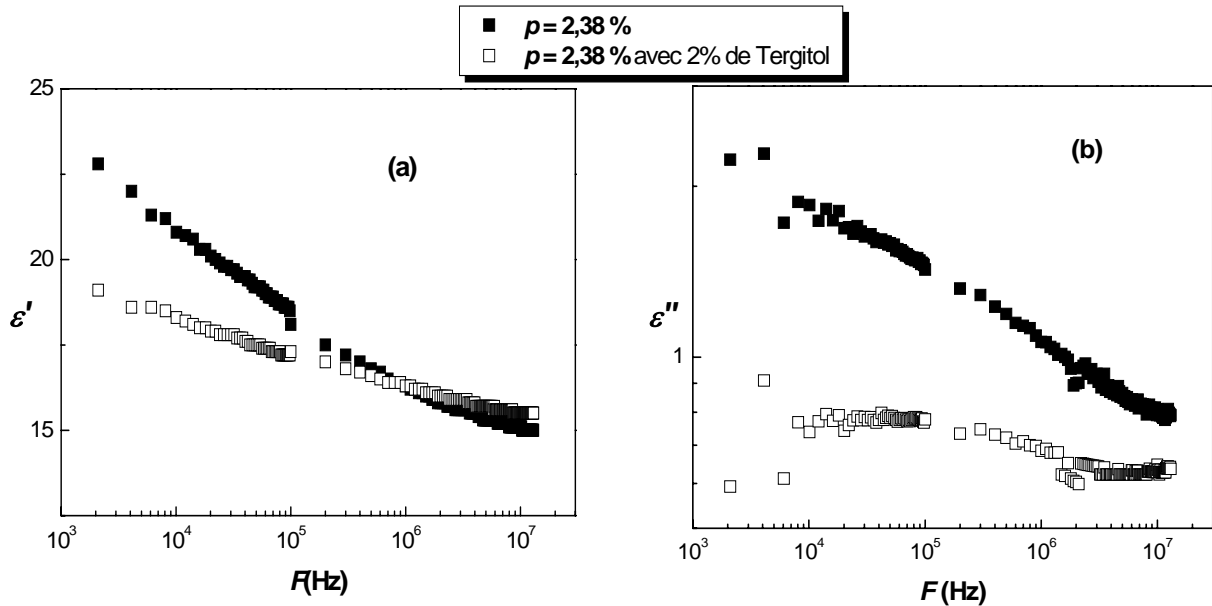 p = 2,38 %
p = 2,38 % avec 2% de Tergitol
(a)
25
20
15
ε'
10³ 10⁴ 10⁵ 10⁶ 10⁷
F(Hz)
(b)
1
ε"
10³ 10⁴ 10⁵ 10⁶ 10⁷
F (Hz)